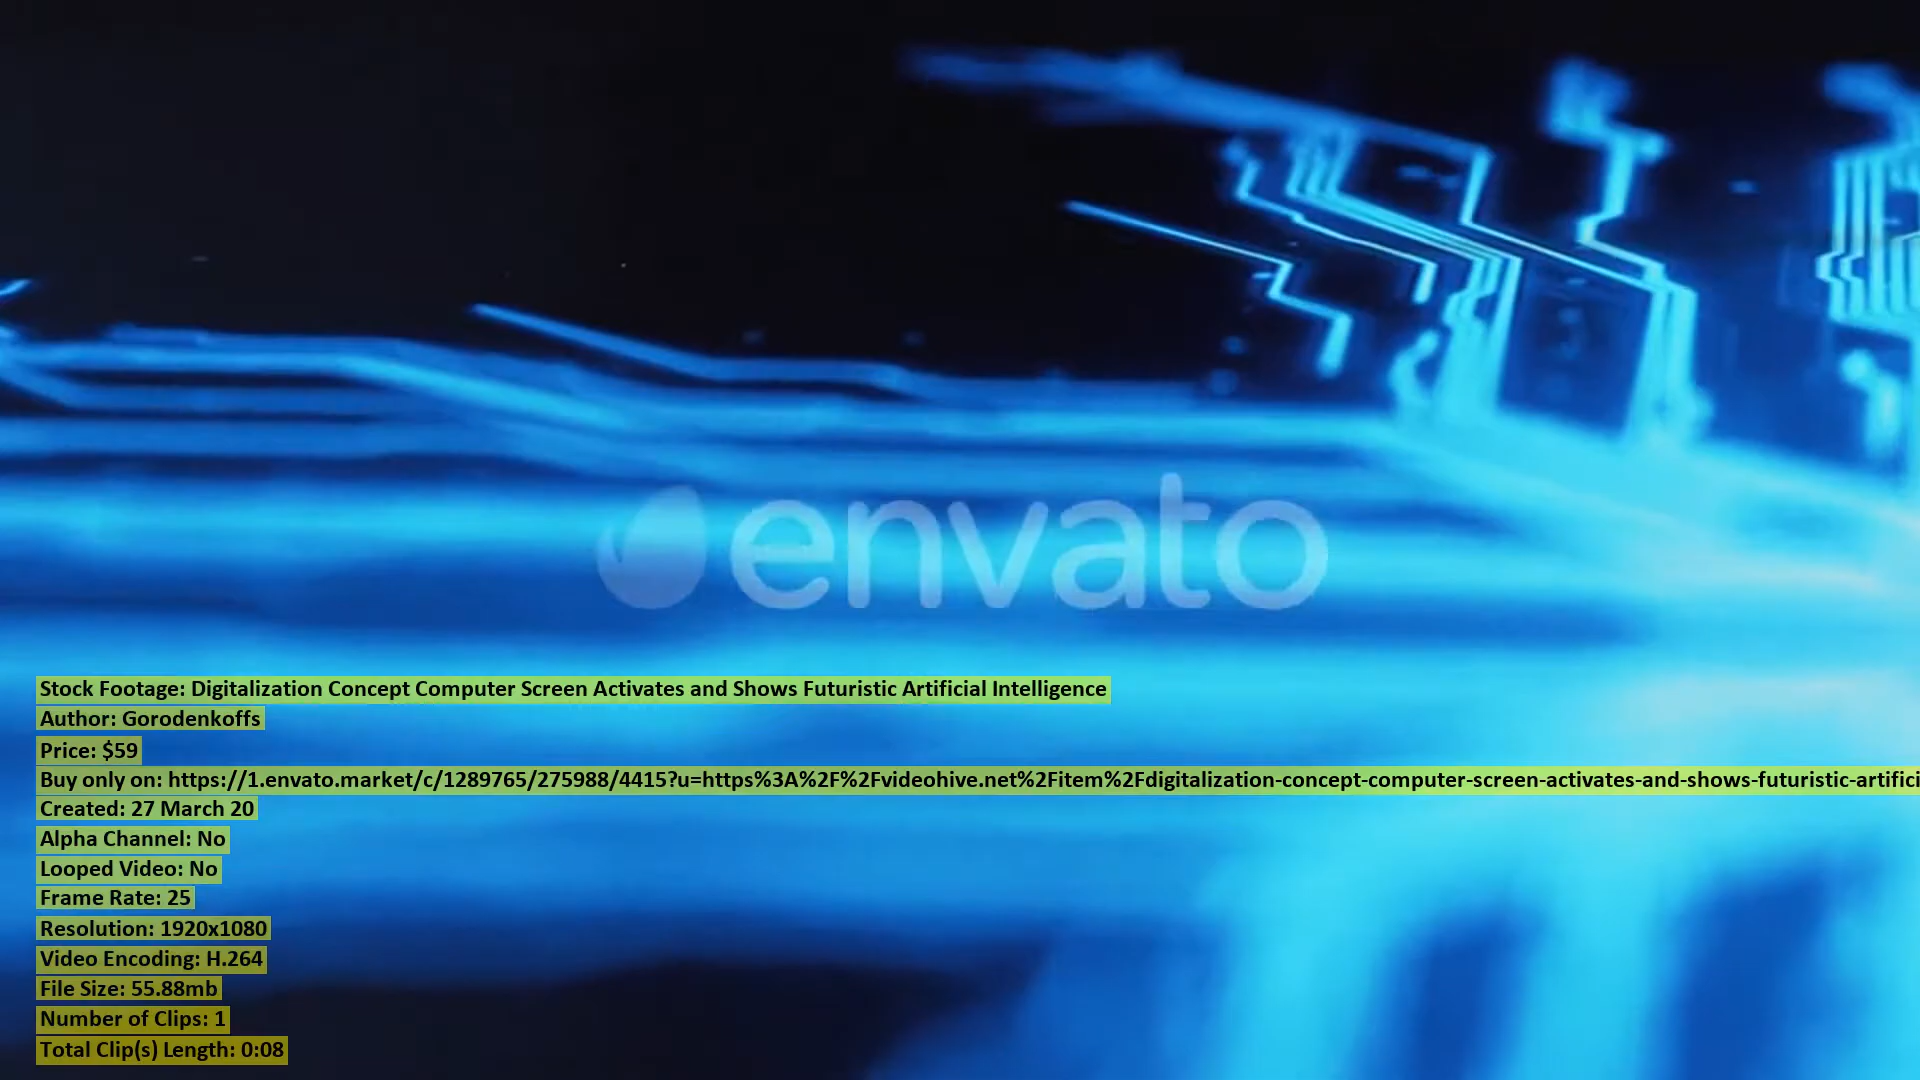 envato
Stock Footage: Digitalization Concept Computer Screen Activates and Shows Futuristic Artificial Intelligence
Author: Gorodenkoffs
Price: $59
Buy only on: https://1.envato.market/c/1289765/275988/4415?u=https%3A%2F%2Fvideohive.net%2Fitem%2Fdigitalization-concept-computer-screen-activates-and-shows-futuristic-artifici
Created: 27 March 20
Alpha Channel: No
Looped Video: No
Frame Rate: 25
Resolution: 1920x1080
Video Encoding: H.264
File Size: 55.88mb
Number of Clips: 1
Total Clip(s) Length: 0:08